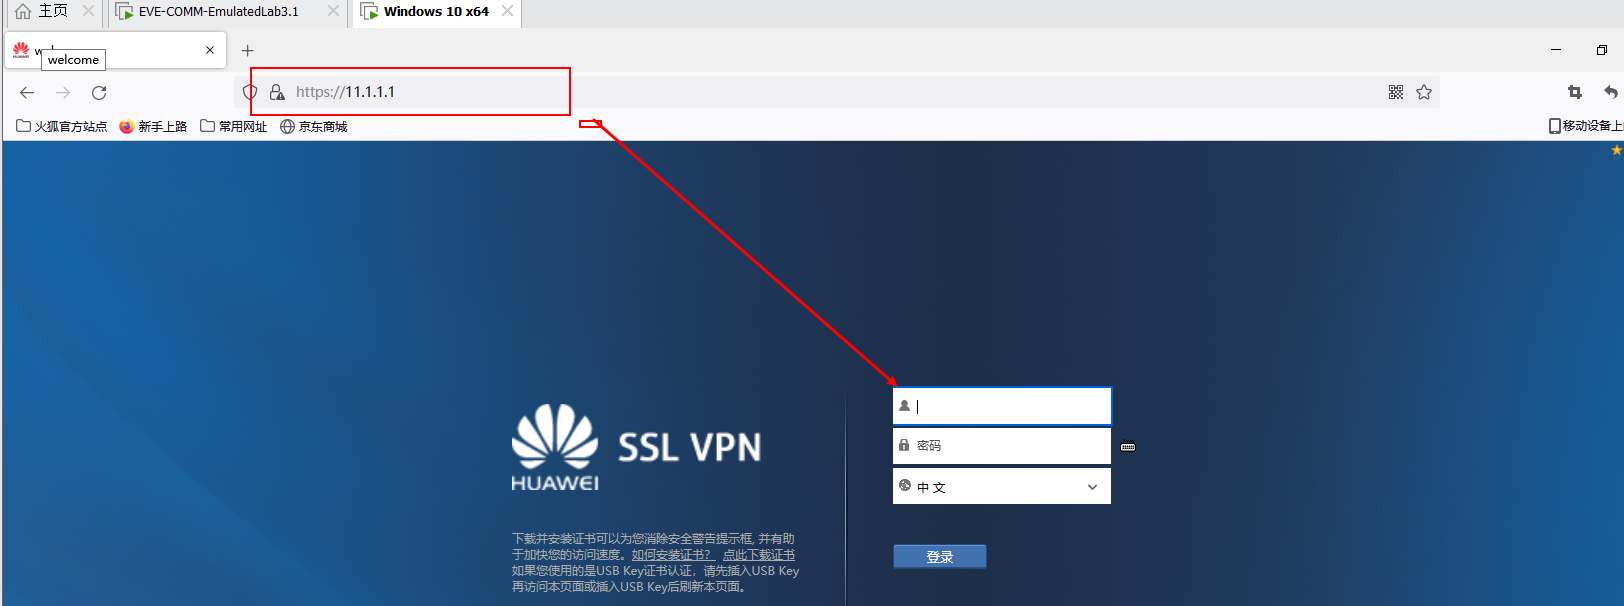 主页
EVE-COMM-EmulatedLab3.1
Windows 10 x64
welcome
https://11.1.1.1
火狐官方站点
新手上路
常用网址
京东商城
移动设备上
HUAWEI
SSL VPN
密码
中文
登录
下载并安装证书可以为您消除安全警告提示框, 并有助
于加快您的访问速度。如何安装证书？ 点此下载证书
如果您使用的是USB Key证书认证，请先插入USB Key
再访问本页面或插入USB Key后刷新本页面。